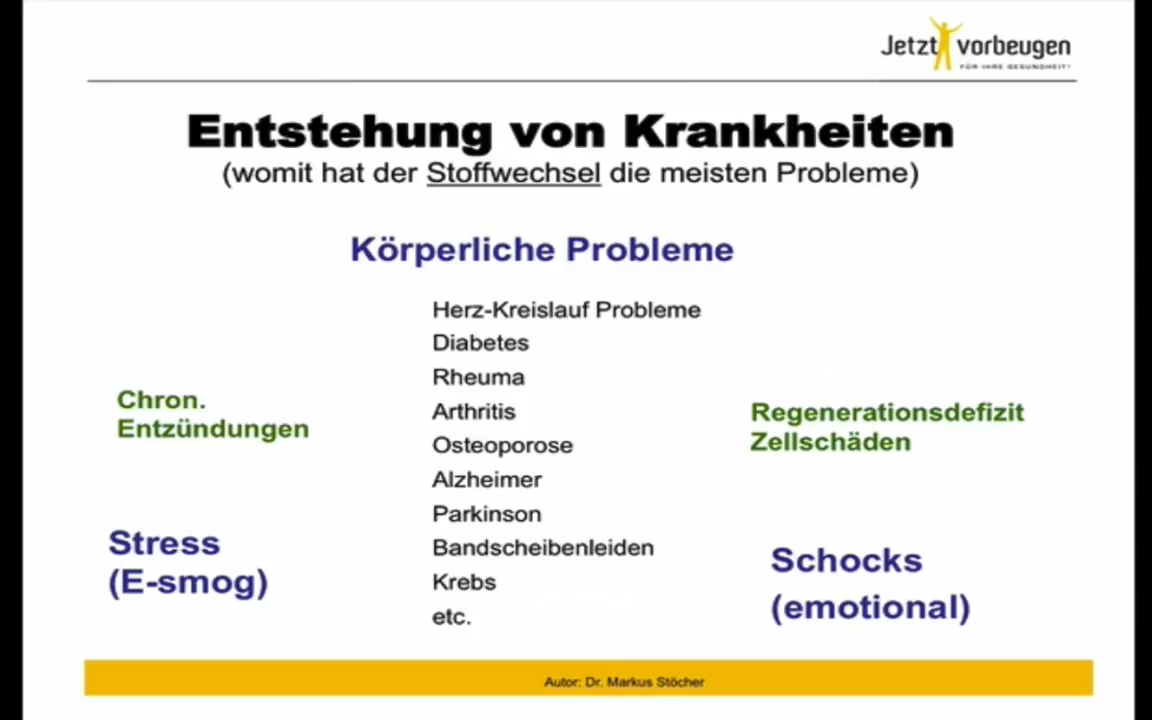 Jetzt vorbeugen
FÜR IHRE GESUNDHEIT!
Entstehung von Krankheiten
(womit hat der Stoffwechsel die meisten Probleme)
Körperliche Probleme
Herz-Kreislauf Probleme
Diabetes
Rheuma
Arthritis
Osteoporose
Alzheimer
Parkinson
Bandscheibenleiden
Krebs
etc.
Chron.
Entzündungen
Regenerationsdefizit
Zellschäden
Stress
(E-smog)
Schocks
(emotional)
Autor: Dr. Markus Stöcher